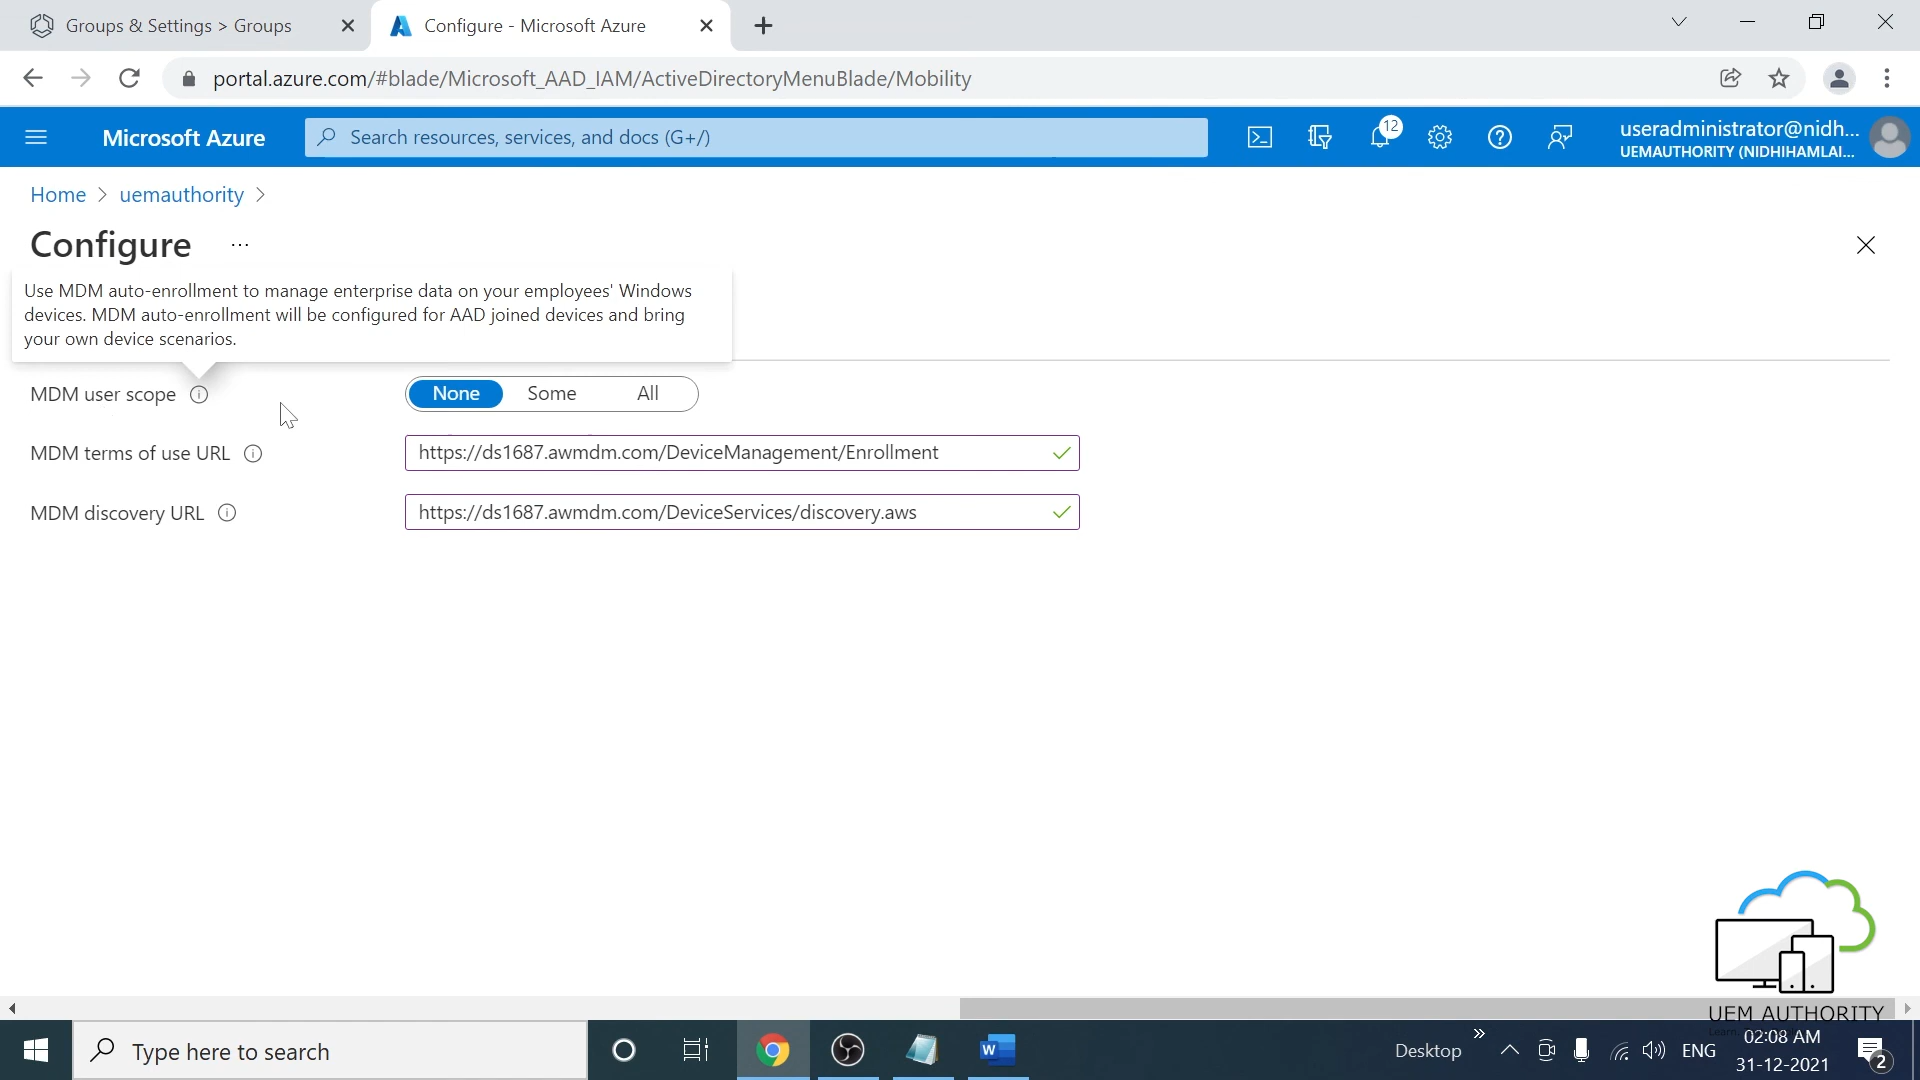 Groups & Settings > Groups
Configure - Microsoft Azure
portal.azure.com/#blade/Microsoft_AAD_IAM/ActiveDirectoryMenuBlade/Mobility
Microsoft Azure
Search resources, services, and docs (G+/)
12
useradministrator@nidh...
UEMAUTHORITY (NIDHIHAMLAI...
Home > uemauthority >
Configure ...
Use MDM auto-enrollment to manage enterprise data on your employees' Windows
devices. MDM auto-enrollment will be configured for AAD joined devices and bring
your own device scenarios.
MDM user scope
None Some All
MDM terms of use URL
https://ds1687.awmdm.com/DeviceManagement/Enrollment
MDM discovery URL
https://ds1687.awmdm.com/DeviceServices/discovery.aws
UEM AUTHORITY
Type here to search
W
Desktop
ENG
02:08 AM
31-12-2021
2